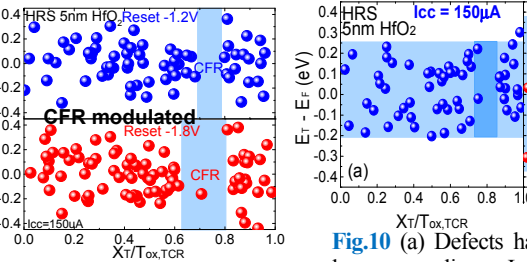 HRS 5nm HfO2 Reset -1.2V
0.4
0.2
0.0
-0.2
-0.4
CFR
CFR modulated
Reset -1.8V
0.4
0.2
0.0
-0.2
-0.4
CFR
Icc=150uA
0.0 0.2 0.4 0.6 0.8 1.0
XT/Tox,TCR
HRS Icc = 150μA
5nm HfO2
ET - EF (eV)
0.4
0.3
0.2
0.1
0.0
-0.1
-0.2
-0.3
-0.4
(a)
0.0 0.2 0.4 0.6 0.8 1.0
XT/Tox,TCR
Fig.10 (a) Defects ha